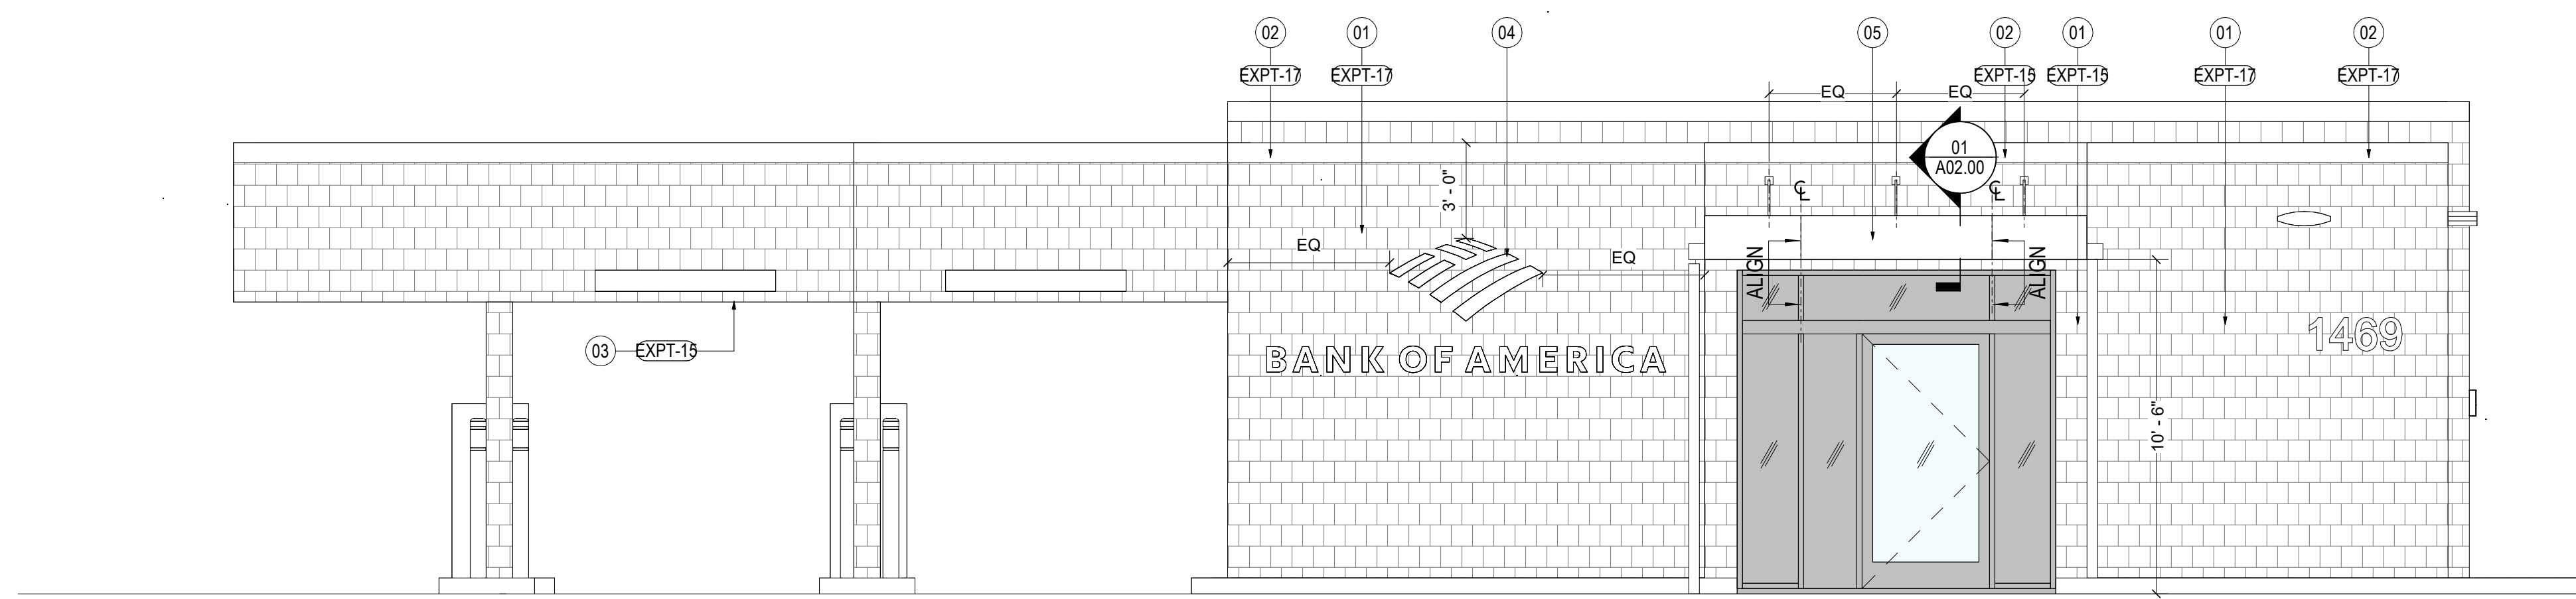 02 01 04 05 02 01 01 02
EXPT-17 EXPT-17 EXPT-15 EXPT-15 EXPT-17 EXPT-17
EQ EQ
01
A02.00
3' - 0"
CL CL
EQ EQ
ALIGN ALIGN
03 EXPT-15
BANK OF AMERICA
1469
10' - 6"